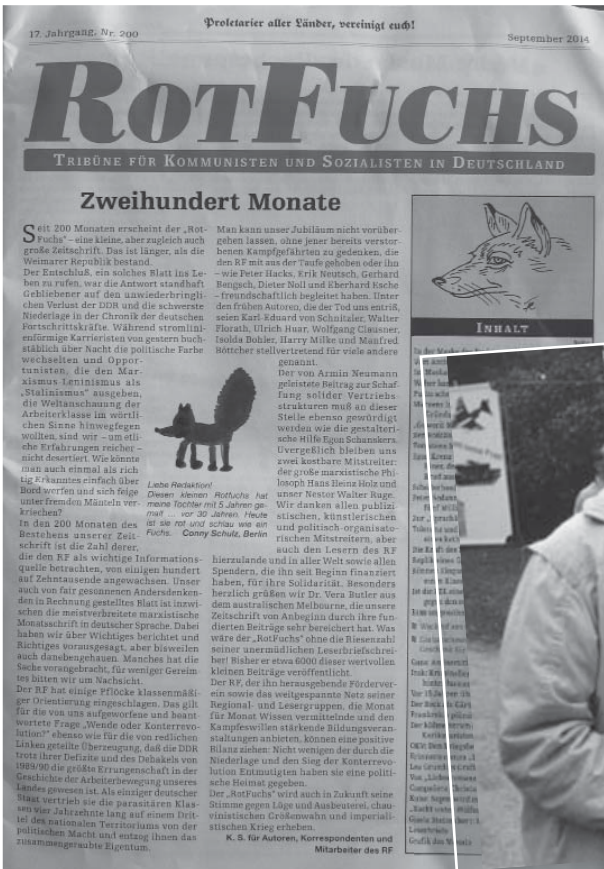 Proletarier aller Länder, vereinigt euch!
17. Jahrgang, Nr. 200
September 2014
ROTFUCHS
TRIBÜNE FÜR KOMMUNISTEN UND SOZIALISTEN IN DEUTSCHLAND
Zweihundert Monate
Seit 200 Monaten erscheint der „Rot-
Fuchs“ – eine kleine, aber zugleich auch
große Zeitschrift. Das ist länger, als die
Weimarer Republik bestand.
Der Entschluß, ein solches Blatt ins Le-
ben zu rufen, war die Antwort standhaft
Gebliebener auf den unwiederbringli-
chen Verlust der DDR und die schwerste
Niederlage in der Chronik der deutschen
Fortschrittskräfte. Während stromlini-
enförmige Karrieristen von gestern buch-
stäblich über Nacht die politische Farbe
wechselten und Oppor-
tunisten, die den Mar-
xismus Leninismus als
„Stalinismus“ ausgeben,
die Weltanschauung der
Arbeiterklasse im wörtli-
chen Sinne hinwegfegen
wollten, sind wir – um etli-
che Erfahrungen reicher –
nicht desertiert. Wie könnte
man auch einmal als rich-
tig Erkanntes einfach über
Bord werfen und sich feige
unter fremden Mänteln ver-
kriechen?
In den 200 Monaten des
Bestehens unserer Zeit-
schrift ist die Zahl derer,
die den RF als wichtige Informations-
quelle betrachten, von einigen hundert
auf Zehntausende angewachsen. Unser
auch von fair gesonnenen Andersdenken-
den in Rechnung gestelltes Blatt ist inzwi-
schen die meistverbreitete marxistische
Monatsschrift in deutscher Sprache. Dabei
haben wir über Wichtiges berichtet und
Richtiges vorausgesagt, aber bisweilen
auch danebengehauen. Manches hat die
Sache vorangebracht, für weniger Gereim-
tes bitten wir um Nachsicht.
Der RF hat einige Pflöcke klassenmäßi-
ger Orientierung eingeschlagen. Das gilt
für die von uns aufgeworfene und beant-
wortete Frage „Wende oder Konterrevo-
lution?“ ebenso wie für die von redlichen
Linken geteilte Überzeugung, daß die DDR
trotz ihrer Defizite und des Debakels von
1989/90 die größte Errungenschaft in der
Geschichte der Arbeiterbewegung unseres
Landes gewesen ist. Als einziger deutscher
Staat vertrieb sie die parasitären Klas-
sen vier Jahrzehnte lang auf einem Drit-
tel des nationalen Territoriums von der
politischen Macht und entzog ihnen das
zusammengeraubte Eigentum.
Liebe Redaktion!
Diesen kleinen Rotfuchs hat
meine Tochter mit 5 Jahren ge-
malt ... vor 30 Jahren. Heute
ist sie rot und schlau wie ein
Fuchs. Conny Schulz, Berlin
Man kann unser Jubiläum nicht vorüber-
gehen lassen, ohne jener bereits verstor-
benen Kampfgefährten zu gedenken, die
den RF mit aus der Taufe gehoben oder ihn
– wie Peter Hacks, Erik Neutsch, Gerhard
Bengsch, Dieter Noll und Eberhard Esche
– freundschaftlich begleitet haben. Unter
den frühen Autoren, die der Tod uns entriß,
seien Karl-Eduard von Schnitzler, Walter
Florath, Ulrich Huar, Wolfgang Clausner,
Isolda Bohler, Harry Milke und Manfred
Böttcher stellvertretend für viele andere
genannt.
Der von Armin Neumann
geleistete Beitrag zur Schaf-
fung solider Vertriebs-
strukturen muß an dieser
Stelle ebenso gewürdigt
werden wie die gestalteri-
sche Hilfe Egon Schanskers.
Uvergeßlich bleiben uns
zwei kostbare Mitstreiter:
der große marxistische Phi-
losoph Hans Heinz Holz und
unser Nestor Walter Ruge.
Wir danken allen publizi-
stischen, künstlerischen
und politisch-organisato-
rischen Mitstreitern, aber
auch den Lesern des RF
hierzulande und in aller Welt sowie allen
Spendern, die ihn seit Beginn finanziert
haben, für ihre Solidarität. Besonders
herzlich grüßen wir Dr. Vera Butler aus
dem australischen Melbourne, die unsere
Zeitschrift von Anbeginn durch ihre fun-
dierten Beiträge sehr bereichert hat. Was
wäre der „RotFuchs“ ohne die Riesenzahl
seiner unermüdlichen Leserbriefschrei-
ber! Bisher er etwa 6000 dieser wertvollen
kleinen Beiträge veröffentlicht.
Der RF, der ihn herausgebende Förderver-
ein sowie das weitgespannte Netz seiner
Regional- und Lesergruppen, die Monat
für Monat Wissen vermittelnde und den
Kampfeswillen stärkende Bildungsveran-
staltungen anbieten, können eine positive
Bilanz ziehen: Nicht wenigen der durch die
Niederlage und den Sieg der Konterrevo-
lution Entmutigten haben sie eine politi-
sche Heimat gegeben.
Der „RotFuchs“ wird auch in Zukunft seine
Stimme gegen Lüge und Ausbeuterei, chau-
vinistischen Größenwahn und imperiali-
stischen Krieg erheben.
K. S. für Autoren, Korrespondenten und
Mitarbeiter des RF
INHALT